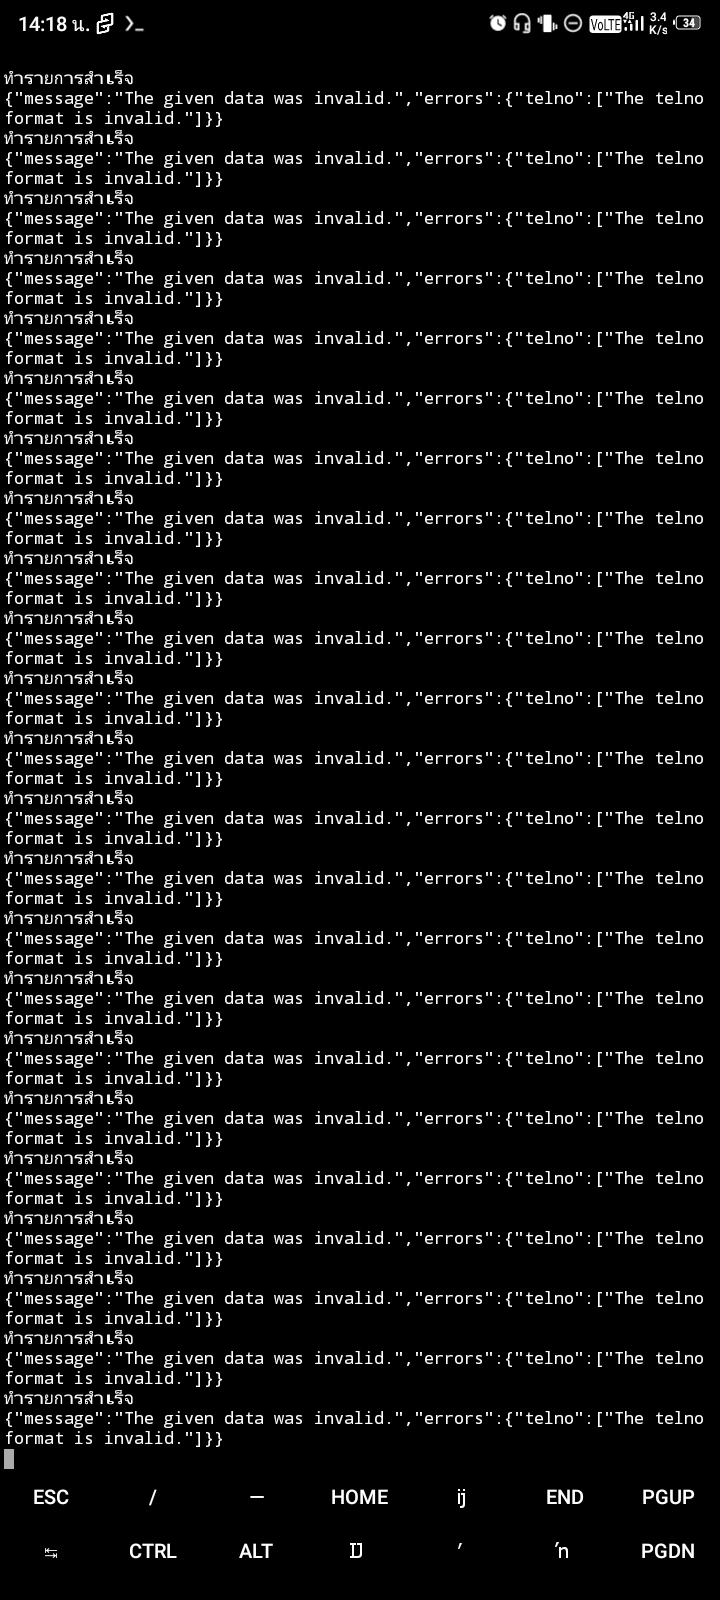 14:18 น.
VoLTE 4G 3.4 K/s 34
ทำรายการสำเร็จ
{"message":"The given data was invalid.","errors":{"telno":["The telno
format is invalid."]}}
ทำรายการสำเร็จ
{"message":"The given data was invalid.","errors":{"telno":["The telno
format is invalid."]}}
ทำรายการสำเร็จ
{"message":"The given data was invalid.","errors":{"telno":["The telno
format is invalid."]}}
ทำรายการสำเร็จ
{"message":"The given data was invalid.","errors":{"telno":["The telno
format is invalid."]}}
ทำรายการสำเร็จ
{"message":"The given data was invalid.","errors":{"telno":["The telno
format is invalid."]}}
ทำรายการสำเร็จ
{"message":"The given data was invalid.","errors":{"telno":["The telno
format is invalid."]}}
ทำรายการสำเร็จ
{"message":"The given data was invalid.","errors":{"telno":["The telno
format is invalid."]}}
ทำรายการสำเร็จ
{"message":"The given data was invalid.","errors":{"telno":["The telno
format is invalid."]}}
ทำรายการสำเร็จ
{"message":"The given data was invalid.","errors":{"telno":["The telno
format is invalid."]}}
ทำรายการสำเร็จ
{"message":"The given data was invalid.","errors":{"telno":["The telno
format is invalid."]}}
ทำรายการสำเร็จ
{"message":"The given data was invalid.","errors":{"telno":["The telno
format is invalid."]}}
ทำรายการสำเร็จ
{"message":"The given data was invalid.","errors":{"telno":["The telno
format is invalid."]}}
ทำรายการสำเร็จ
{"message":"The given data was invalid.","errors":{"telno":["The telno
format is invalid."]}}
ทำรายการสำเร็จ
{"message":"The given data was invalid.","errors":{"telno":["The telno
format is invalid."]}}
ทำรายการสำเร็จ
{"message":"The given data was invalid.","errors":{"telno":["The telno
format is invalid."]}}
ทำรายการสำเร็จ
{"message":"The given data was invalid.","errors":{"telno":["The telno
format is invalid."]}}
ทำรายการสำเร็จ
{"message":"The given data was invalid.","errors":{"telno":["The telno
format is invalid."]}}
ทำรายการสำเร็จ
{"message":"The given data was invalid.","errors":{"telno":["The telno
format is invalid."]}}
ทำรายการสำเร็จ
{"message":"The given data was invalid.","errors":{"telno":["The telno
format is invalid."]}}
ทำรายการสำเร็จ
{"message":"The given data was invalid.","errors":{"telno":["The telno
format is invalid."]}}
ทำรายการสำเร็จ
{"message":"The given data was invalid.","errors":{"telno":["The telno
format is invalid."]}}
ทำรายการสำเร็จ
{"message":"The given data was invalid.","errors":{"telno":["The telno
format is invalid."]}}
ทำรายการสำเร็จ
{"message":"The given data was invalid.","errors":{"telno":["The telno
format is invalid."]}}
ESC / — HOME ĳ END PGUP
↹ CTRL ALT Ĳ ′ ŉ PGDN